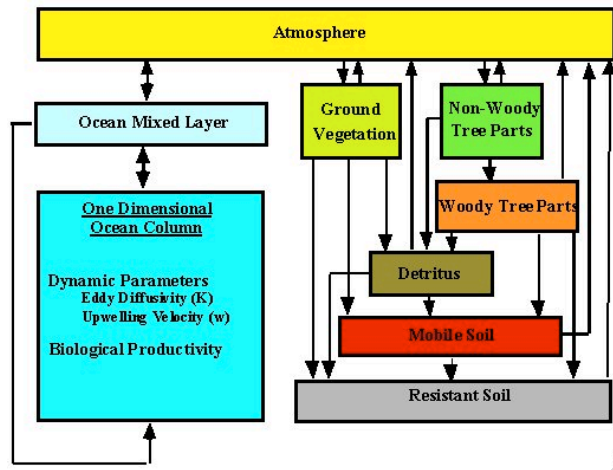 Atmosphere
Ocean Mixed Layer
One Dimensional
Ocean Column
Dynamic Parameters
Eddy Diffusivity (K)
Upwelling Velocity (w)
Biological Productivity
Ground
Vegetation
Non-Woody
Tree Parts
Woody Tree Parts
Detritus
Mobile Soil
Resistant Soil